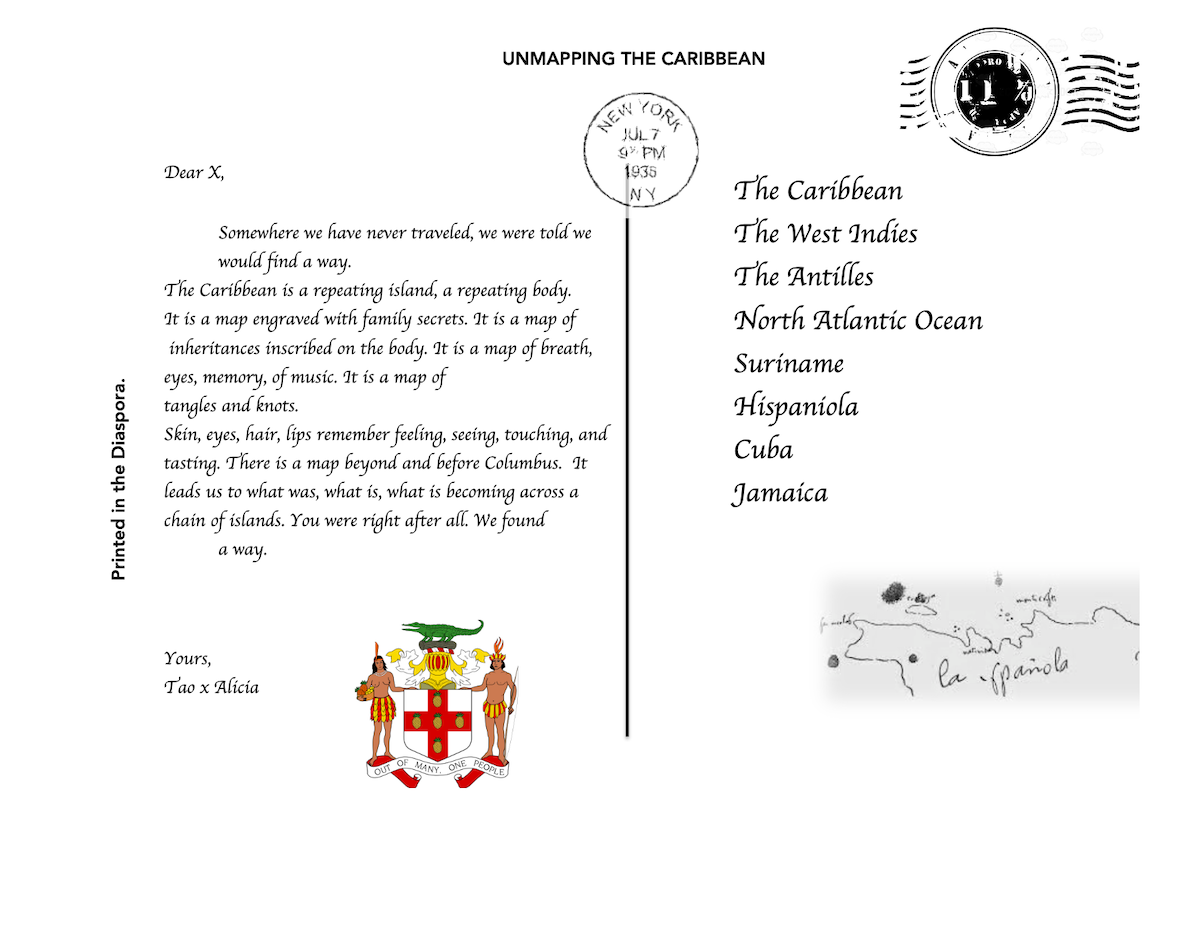 UNMAPPING THE CARIBBEAN
NEW YORK
JUL 7
PM
1935
NY
11
Dear X,
Somewhere we have never traveled, we were told we
would find a way.
The Caribbean is a repeating island, a repeating body.
It is a map engraved with family secrets. It is a map of
inheritances inscribed on the body. It is a map of breath,
eyes, memory, of music. It is a map of
tangles and knots.
Skin, eyes, hair, lips remember feeling, seeing, touching, and
tasting. There is a map beyond and before Columbus. It
leads us to what was, what is, what is becoming across a
chain of islands. You were right after all. We found
a way.
Yours,
Tao x Alicia
OUT OF MANY, ONE PEOPLE
Printed in the Diaspora.
The Caribbean
The West Indies
The Antilles
North Atlantic Ocean
Suriname
Hispaniola
Cuba
Jamaica
la española